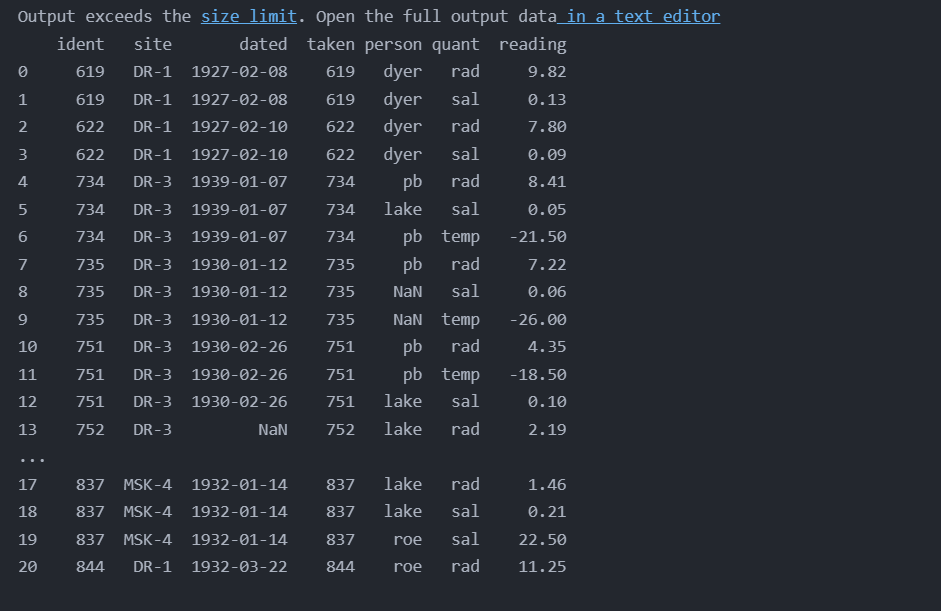 Output exceeds the size limit. Open the full output data in a text editor
    ident   site       dated  taken person quant  reading
0     619   DR-1  1927-02-08    619   dyer   rad     9.82
1     619   DR-1  1927-02-08    619   dyer   sal     0.13
2     622   DR-1  1927-02-10    622   dyer   rad     7.80
3     622   DR-1  1927-02-10    622   dyer   sal     0.09
4     734   DR-3  1939-01-07    734     pb   rad     8.41
5     734   DR-3  1939-01-07    734   lake   sal     0.05
6     734   DR-3  1939-01-07    734     pb  temp   -21.50
7     735   DR-3  1930-01-12    735     pb   rad     7.22
8     735   DR-3  1930-01-12    735    NaN   sal     0.06
9     735   DR-3  1930-01-12    735    NaN  temp   -26.00
10    751   DR-3  1930-02-26    751     pb   rad     4.35
11    751   DR-3  1930-02-26    751     pb  temp   -18.50
12    751   DR-3  1930-02-26    751   lake   sal     0.10
13    752   DR-3         NaN    752   lake   rad     2.19
...
17    837  MSK-4  1932-01-14    837   lake   rad     1.46
18    837  MSK-4  1932-01-14    837   lake   sal     0.21
19    837  MSK-4  1932-01-14    837    roe   sal    22.50
20    844   DR-1  1932-03-22    844    roe   rad    11.25